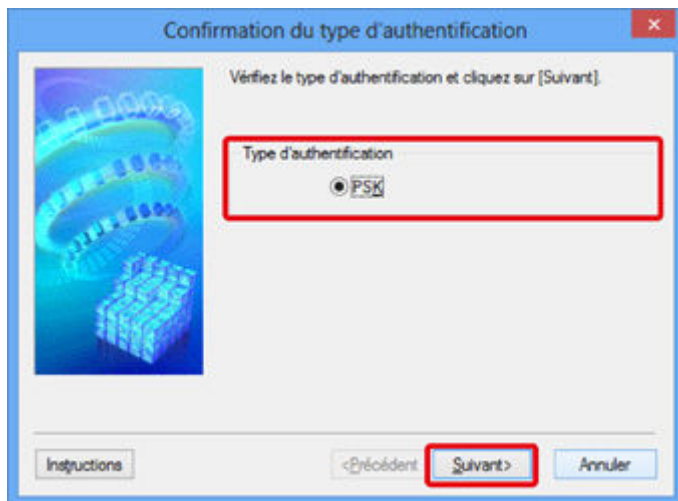 Confirmation du type d'authentification
Vérifiez le type d'authentification et cliquez sur [Suivant].
Type d'authentification
PSK
Instructions
<Précédent
Suivant>
Annuler